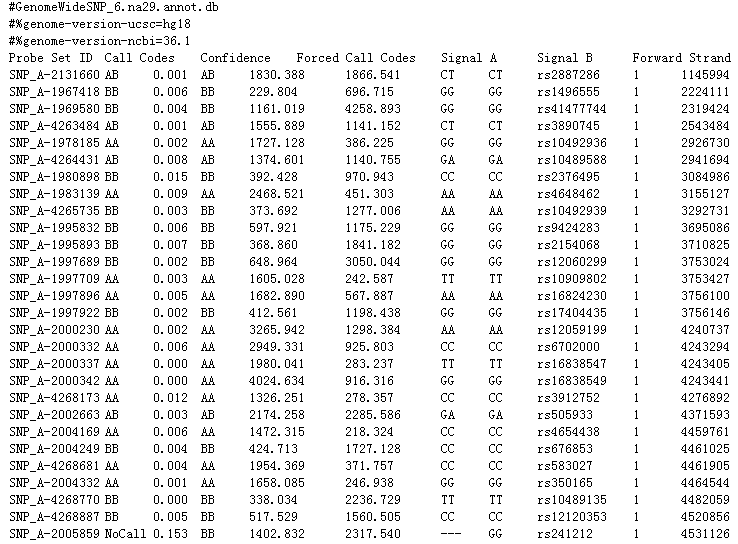 #GenomeWideSNP_6.na29.annot.db
#%genome-version-ucsc=hg18
#%genome-version-ncbi=36.1
Probe Set ID Call Codes Confidence Forced Call Codes Signal A Signal B Forward Strand
SNP_A-2131660 AB 0.001 AB 1830.388 1866.541 CT CT rs2887286 1 1145994
SNP_A-1967418 BB 0.006 BB 229.804 696.715 GG GG rs1496555 1 2224111
SNP_A-1969580 BB 0.004 BB 1161.019 4258.893 GG GG rs41477744 1 2319424
SNP_A-4263484 AB 0.001 AB 1555.889 1141.152 CT CT rs3890745 1 2543484
SNP_A-1978185 AA 0.002 AA 1727.128 386.225 GG GG rs10492936 1 2926730
SNP_A-4264431 AB 0.008 AB 1374.601 1140.755 GA GA rs10489588 1 2941694
SNP_A-1980898 BB 0.015 BB 392.428 970.943 CC CC rs2376495 1 3084986
SNP_A-1983139 AA 0.009 AA 2468.521 451.303 AA AA rs4648462 1 3155127
SNP_A-4265735 BB 0.003 BB 373.692 1277.006 AA AA rs10492939 1 3292731
SNP_A-1995832 BB 0.006 BB 597.921 1175.229 GG GG rs9424283 1 3695086
SNP_A-1995893 BB 0.007 BB 368.860 1841.182 GG GG rs2154068 1 3710825
SNP_A-1997689 BB 0.002 BB 648.964 3050.044 GG GG rs12060299 1 3753024
SNP_A-1997709 AA 0.003 AA 1605.028 242.587 TT TT rs10909802 1 3753427
SNP_A-1997896 AA 0.005 AA 1682.890 567.887 AA AA rs16824230 1 3756100
SNP_A-1997922 BB 0.002 BB 412.561 1198.438 GG GG rs17404435 1 3756146
SNP_A-2000230 AA 0.002 AA 3265.942 1298.384 AA AA rs12059199 1 4240737
SNP_A-2000332 AA 0.006 AA 2949.331 925.803 CC CC rs6702000 1 4243294
SNP_A-2000337 AA 0.000 AA 1980.041 283.237 TT TT rs16838547 1 4243405
SNP_A-2000342 AA 0.000 AA 4024.634 916.316 GG GG rs16838549 1 4243441
SNP_A-4268173 AA 0.012 AA 1326.251 278.357 CC CC rs3912752 1 4276892
SNP_A-2002663 AB 0.003 AB 2174.258 2285.586 GA GA rs505933 1 4371593
SNP_A-2004169 AA 0.006 AA 1472.315 218.324 CC CC rs4654438 1 4459761
SNP_A-2004249 BB 0.004 BB 424.713 1727.128 CC CC rs676853 1 4461025
SNP_A-4268681 AA 0.004 AA 1954.369 371.757 CC CC rs583027 1 4461905
SNP_A-2004332 AA 0.001 AA 1658.085 246.938 GG GG rs350165 1 4464544
SNP_A-4268770 BB 0.000 BB 338.034 2236.729 TT TT rs10489135 1 4482059
SNP_A-4268887 BB 0.005 BB 517.529 1560.505 CC CC rs12120353 1 4520856
SNP_A-2005859 NoCall 0.153 BB 1402.832 2317.540 --- GG rs241212 1 4531126